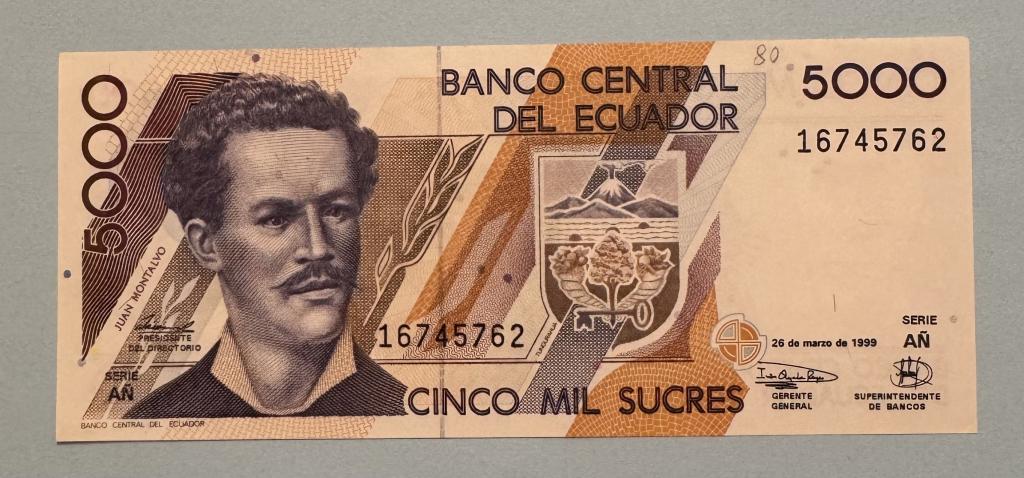 80
BANCO CENTRAL
DEL ECUADOR
5000
16745762
5000
JUAN MONTALVO
PRESIDENTE
DEL DIRECTORIO
SERIE
AÑ
16745762
TUNGURAHUA
CINCO MIL SUCRES
SERIE
AÑ
26 de marzo de 1999
GERENTE
GENERAL
SUPERINTENDENTE
DE BANCOS
BANCO CENTRAL DEL ECUADOR